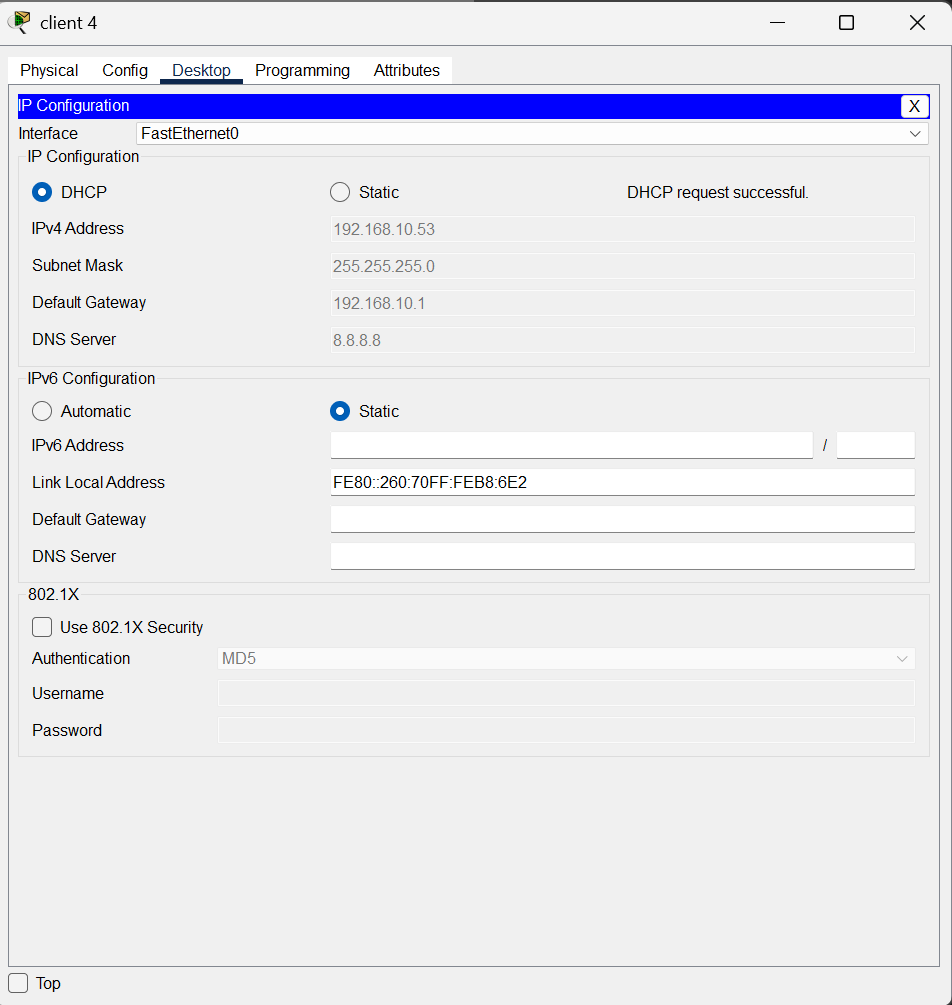 client 4
Physical Config Desktop Programming Attributes
IP Configuration X
Interface FastEthernet0
IP Configuration
DHCP Static DHCP request successful.
IPv4 Address 192.168.10.53
Subnet Mask 255.255.255.0
Default Gateway 192.168.10.1
DNS Server 8.8.8.8
IPv6 Configuration
Automatic Static
IPv6 Address /
Link Local Address FE80::260:70FF:FEB8:6E2
Default Gateway
DNS Server
802.1X
Use 802.1X Security
Authentication MD5
Username
Password
Top